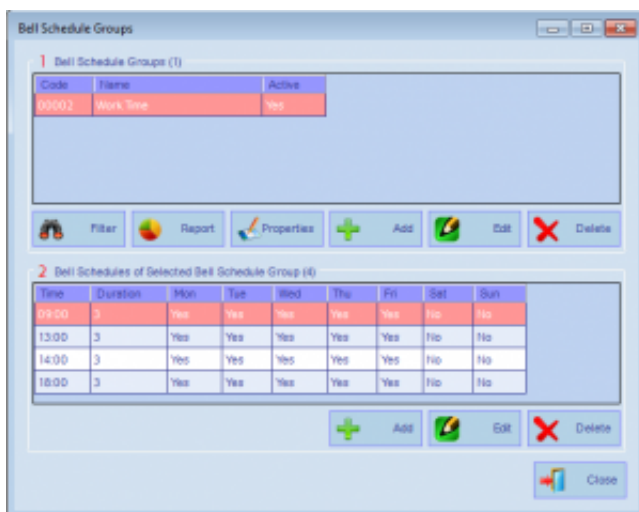 Bell Schedule Groups
1 Bell Schedule Groups (1)
Code Name Active
00002 Work Time Yes
Filter Report Properties Add Edit Delete
2 Bell Schedules of Selected Bell Schedule Group (4)
Time Duration Mon Tue Wed Thu Fri Sat Sun
09:00 3 Yes Yes Yes Yes Yes No No
13:00 3 Yes Yes Yes Yes Yes No No
14:00 3 Yes Yes Yes Yes Yes No No
18:00 3 Yes Yes Yes Yes Yes No No
Add Edit Delete
Close